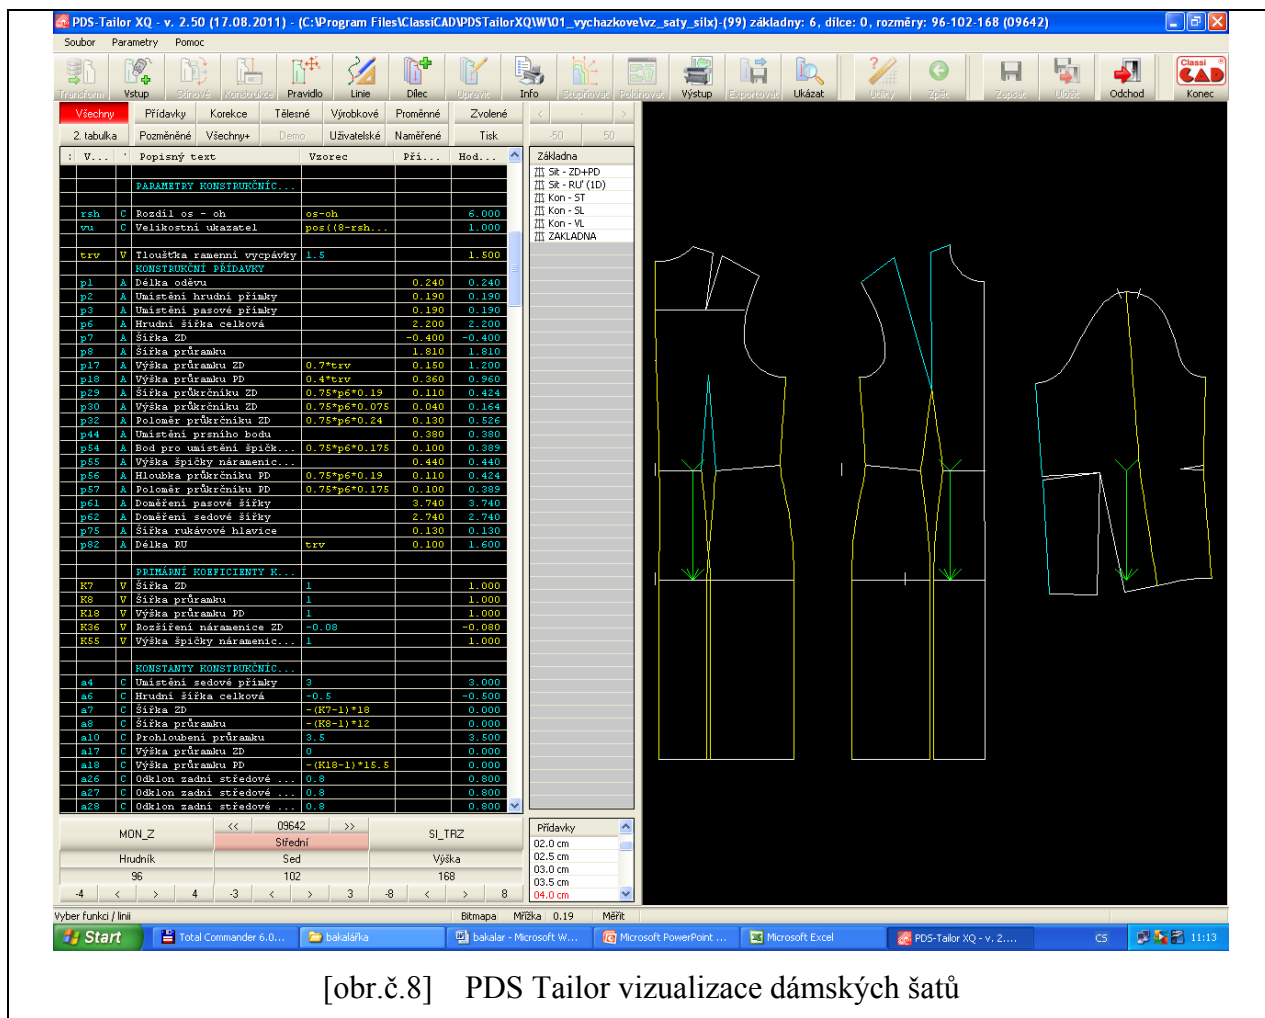 PDS-Tailor XQ - v. 2.50 (17.08.2011) - (C:\Program Files\ClassiCAD\PDSTailorXQ\W\01_vychazkove\vz_saty_silx)-(99) základny: 6, dílce: 0, rozměry: 96-102-168 (09642)
Soubor Parametry Pomoc
Transform Vstup Síťové Konstrukce Pravidlo Linie Dílec Upravit Info Stupňovat Polohovat Výstup Exportovat Ukázat Utility Zpět Zapsat Uložit Odchod Konec
Classi CAD
Všechny Přídavky Korekce Tělesné Výrobkové Proměnné Zvolené < - >
2. tabulka Pozměněné Všechny+ Demo Uživatelské Naměřené Tisk -50 50
: V... ' Popisný text Vzorec Pří... Hod...
PARAMETRY KONSTRUKČNÍC...
rsh C Rozdíl os - oh os-oh 6.000
vu C Velikostní ukazatel pos((8-rsh... 1.000
trv V Tloušťka ramenní vycpávky 1.5 1.500
KONSTRUKČNÍ PŘÍDAVKY
p1 A Délka oděvu 0.240 0.240
p2 A Umístění hrudní přímky 0.190 0.190
p3 A Umístění pasové přímky 0.190 0.190
p6 A Hrudní šířka celková 2.200 2.200
p7 A Šířka ZD -0.400 -0.400
p8 A Šířka průramku 1.810 1.810
p17 A Výška průramku ZD 0.7*trv 0.150 1.200
p18 A Výška průramku PD 0.4*trv 0.360 0.960
p29 A Šířka průkrčníku ZD 0.75*p6*0.19 0.110 0.424
p30 A Výška průkrčníku ZD 0.75*p6*0.075 0.040 0.164
p32 A Poloměr průkrčníku ZD 0.75*p6*0.24 0.130 0.526
p44 A Umístění prsního bodu 0.380 0.380
p54 A Bod pro umístění špičk... 0.75*p6*0.175 0.100 0.389
p55 A Výška špičky náramenic... 0.440 0.440
p56 A Hloubka průkrčníku PD 0.75*p6*0.19 0.110 0.424
p57 A Poloměr průkrčníku PD 0.75*p6*0.175 0.100 0.389
p61 A Doměření pasové šířky 3.740 3.740
p62 A Doměření sedové šířky 2.740 2.740
p75 A Šířka rukávové hlavice 0.130 0.130
p82 A Délka RU trv 0.100 1.600
PRIMÁRNÍ KOEFICIENTY K...
K7 V Šířka ZD 1 1.000
K8 V Šířka průramku 1 1.000
K18 V Výška průramku PD 1 1.000
K36 V Rozšíření náramenice ZD -0.08 -0.080
K55 V Výška špičky náramenic... 1 1.000
KONSTANTY KONSTRUKČNÍC...
a4 C Umístění sedové přímky 3 3.000
a6 C Hrudní šířka celková -0.5 -0.500
a7 C Šířka ZD -(K7-1)*18 0.000
a8 C Šířka průramku -(K8-1)*12 0.000
a10 C Prohloubení průramku 3.5 3.500
a17 C Výška průramku ZD 0 0.000
a18 C Výška průramku PD -(K18-1)*15.5 0.000
a26 C Odklon zadní středové ... 0.8 0.800
a27 C Odklon zadní středové ... 0.8 0.800
a28 C Odklon zadní středové ... 0.8 0.800
Základna
Sit - ZD+PD
Sit - RU' (1D)
Kon - ST
Kon - SL
Kon - VL
ZAKLADNA
MON_Z << 09642 >> SI_TRZ
Střední
Hrudník Sed Výška
96 102 168
-4 < > 4 -3 < > 3 -8 < > 8
Přídavky
02.0 cm
02.5 cm
03.0 cm
03.5 cm
04.0 cm
Vyber funkci / linii Bitmapa Mřížka 0.19 Měřit
Start Total Commander 6.0... bakalářka bakalar - Microsoft W... Microsoft PowerPoint ... Microsoft Excel PDS-Tailor XQ - v. 2.... CS 11:13
[obr.č.8] PDS Tailor vizualizace dámských šatů